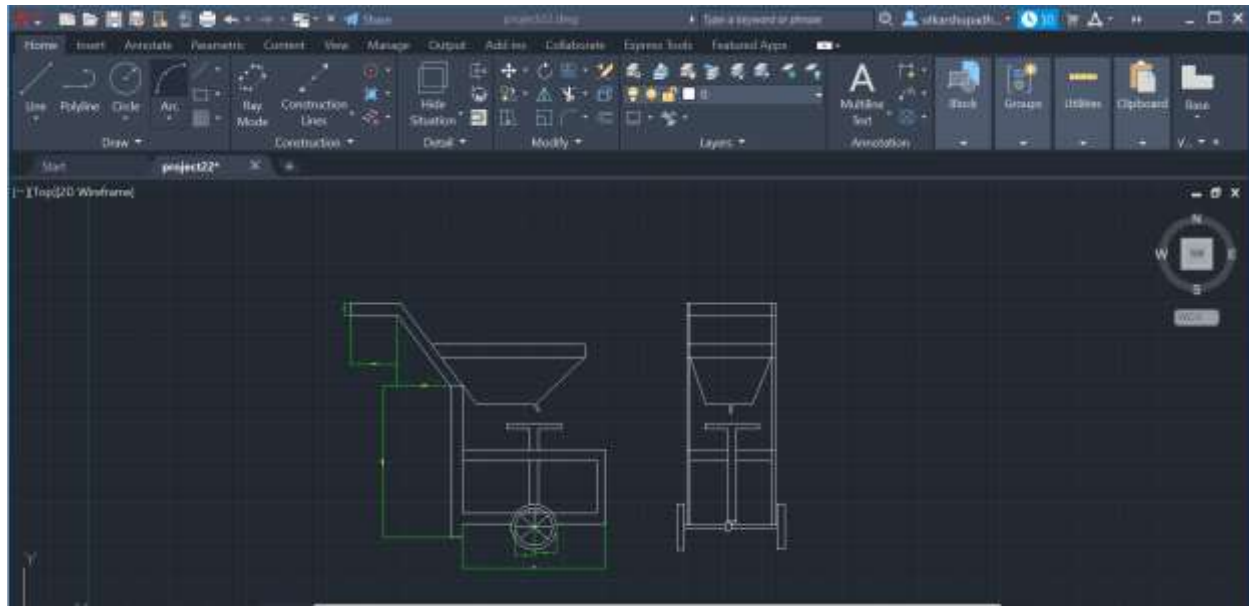 Share project22.dwg Type a keyword or phrase
Home Insert Annotate Parametric Content View Manage Output Add-ins Collaborate Express Tools Featured Apps
Line Polyline Circle Arc Ray Mode Construction Lines Hide Situation Multiline Text Block Groups Utilities Clipboard Base
Draw Construction Detail Modify Layers Annotation V...
Start project22*
[−][Top][2D Wireframe]
N
W E
S
Y